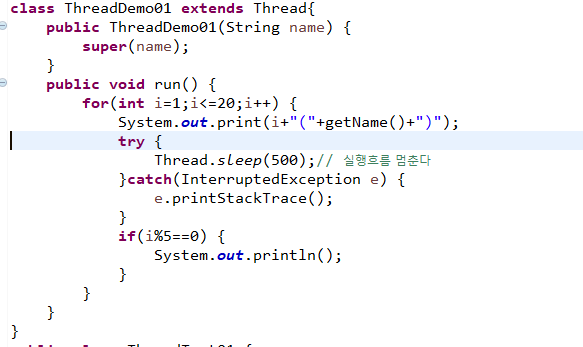 class ThreadDemo01 extends Thread{
    public ThreadDemo01(String name) {
        super(name);
    }
    public void run() {
        for(int i=1;i<=20;i++) {
            System.out.print(i+"("+getName()+")");
            try {
                Thread.sleep(500);// 실행흐름 멈춘다
            }catch(InterruptedException e) {
                e.printStackTrace();
            }
            if(i%5==0) {
                System.out.println();
            }
        }
    }
}